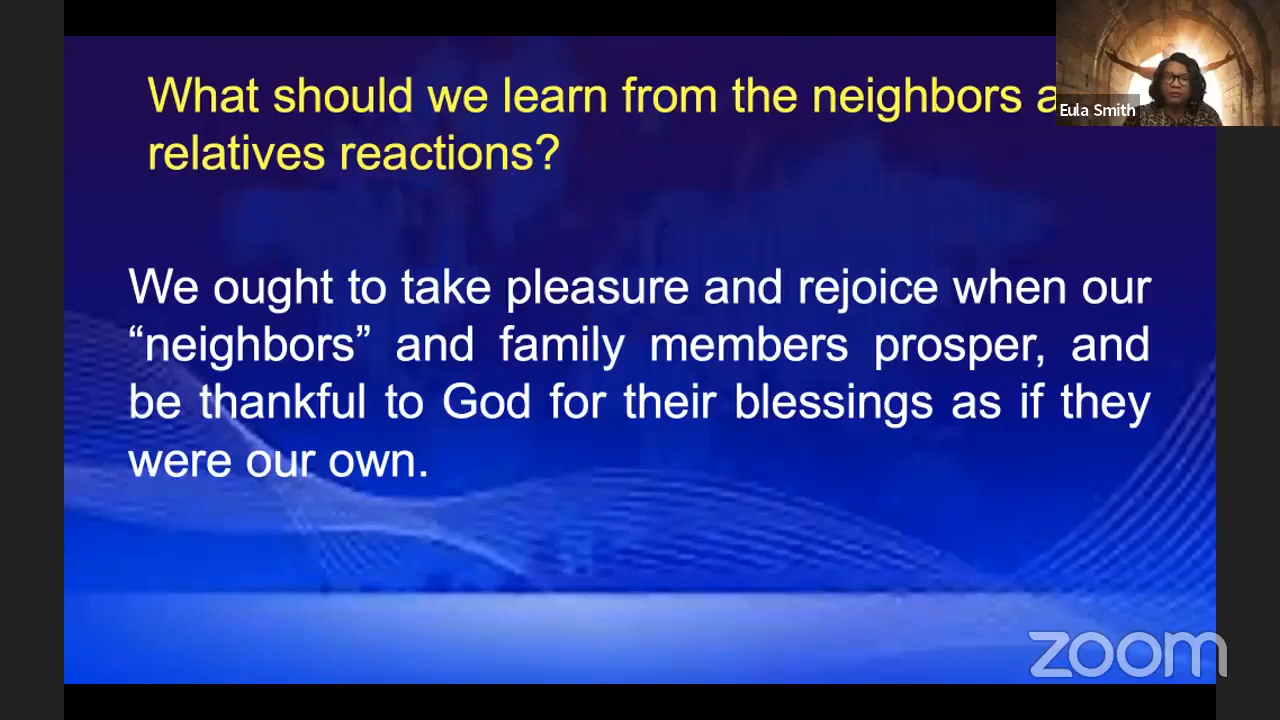 What should we learn from the neighbors a
relatives reactions?
Eula Smith
We ought to take pleasure and rejoice when our
“neighbors” and family members prosper, and
be thankful to God for their blessings as if they
were our own.
zoom